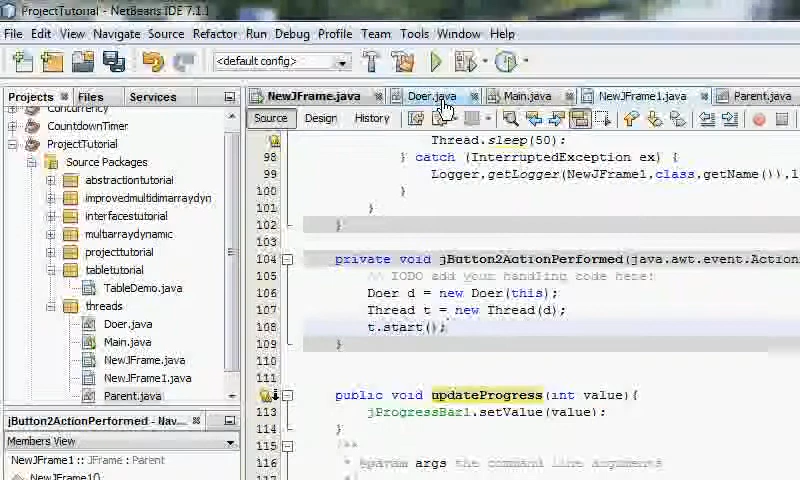 ProjectTutorial - NetBeans IDE 7.1.1
File Edit View Navigate Source Refactor Run Debug Profile Team Tools Window Help
<default config>
Projects Files Services
NewJFrame.java Doer.java Main.java NewJFrame1.java Parent.java
Source Design History
Concurrency
CountdownTimer
ProjectTutorial
Source Packages
abstractiontutorial
improvedmultidimarraydyn
interfacestutorial
multiarraydynamic
projecttutorial
tabletutorial
TableDemo.java
threads
Doer.java
Main.java
NewJFrame.java
NewJFrame1.java
Parent.java
jButton2ActionPerformed - Nav...
Members View
NewJFrame1 :: JFrame : Parent
NewJFrame1()
Thread.sleep(50);
98 } catch (InterruptedException ex) {
99 Logger.getLogger(NewJFrame1.class.getName()).l
100 }
101 }
102 }
103
104 private void jButton2ActionPerformed(java.awt.event.Action
105 // TODO add your handling code here:
106 Doer d = new Doer(this);
107 Thread t = new Thread(d);
108 t.start();
109 }
110
111
public void updateProgress(int value){
113 jProgressBar1.setValue(value);
114 }
115 /**
116 * @param args the command line arguments